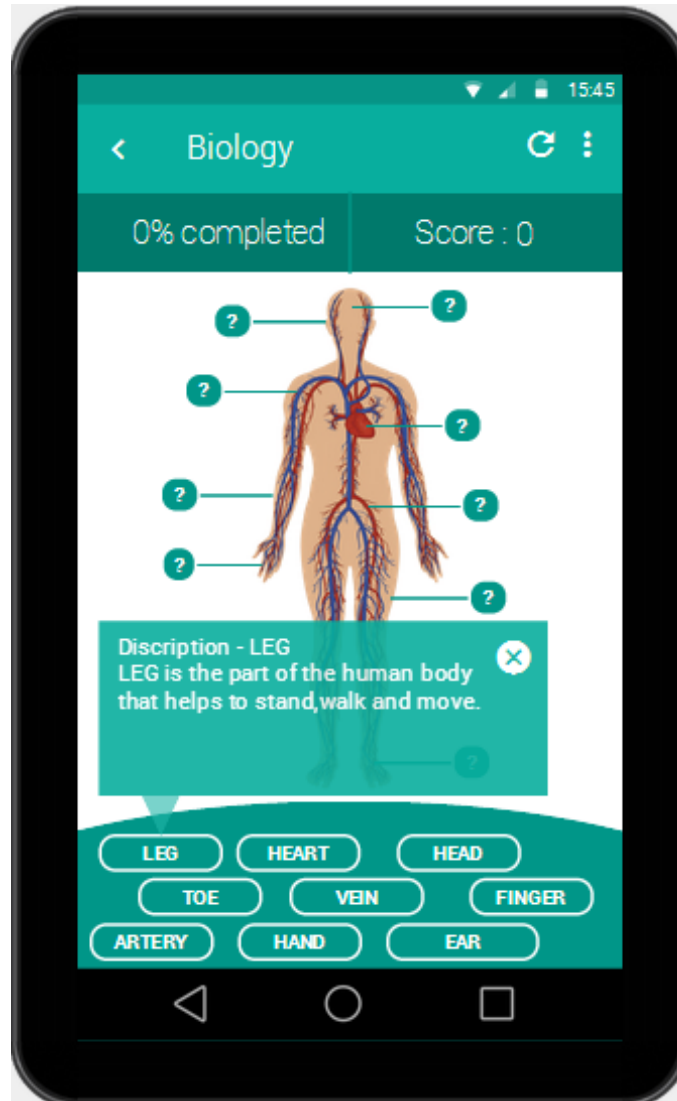 15:45
Biology
0% completed
Score : 0
?
?
?
?
?
?
?
?
?
Discription - LEG
LEG is the part of the human body
that helps to stand,walk and move.
LEG
HEART
HEAD
TOE
VEIN
FINGER
ARTERY
HAND
EAR